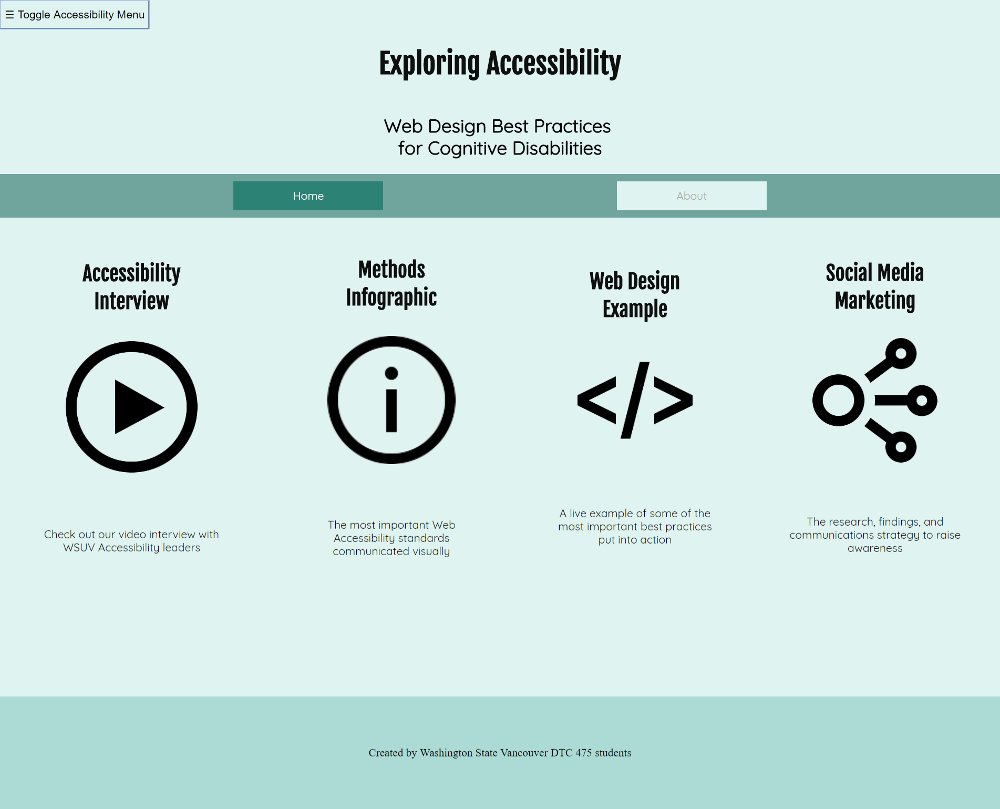 ☰ Toggle Accessibility Menu
Exploring Accessibility
Web Design Best Practices
for Cognitive Disabilities
Home
About
Accessibility
Interview
Check out our video interview with
WSUV Accessibility leaders
Methods
Infographic
i
The most important Web
Accessibility standards
communicated visually
Web Design
Example
</>
A live example of some of the
most important best practices
put into action
Social Media
Marketing
The research, findings, and
communications strategy to raise
awareness
Created by Washington State Vancouver DTC 475 students